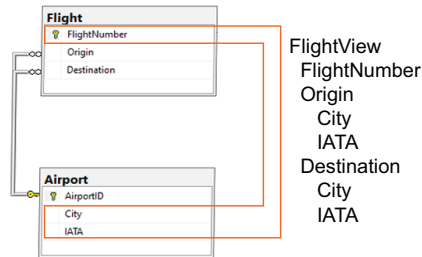 Flight
FlightNumber
Origin
Destination
Airport
AirportID
City
IATA
FlightView
FlightNumber
Origin
City
IATA
Destination
City
IATA